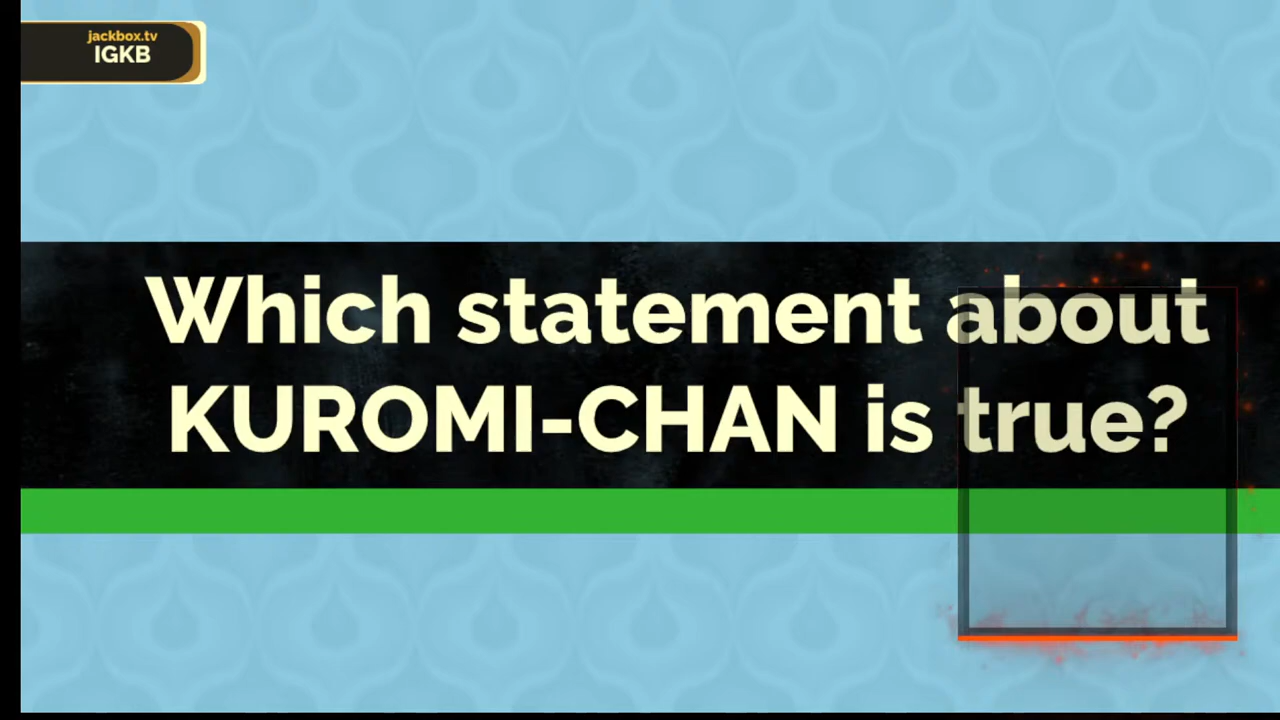 jackbox.tv
IGKB
Which statement about
KUROMI-CHAN is true?